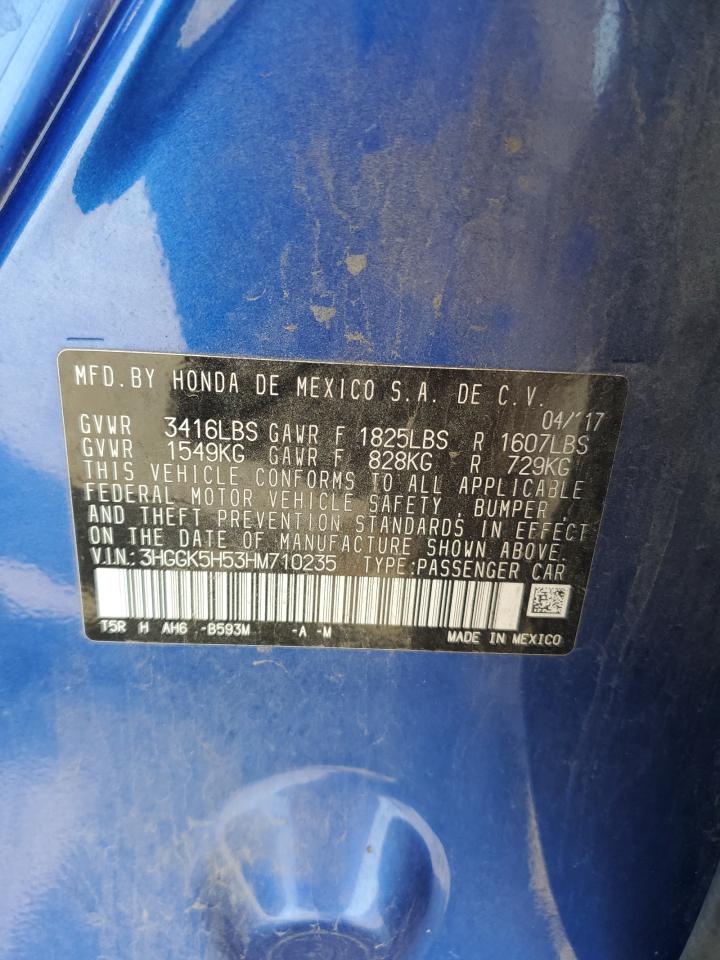 MFD.BY HONDA DE MEXICO S.A. DE C.V.
04/'17
GVWR 3416LBS GAWR F 1825LBS R 1607LBS
GVWR 1549KG GAWR F 828KG R 729KG
THIS VEHICLE CONFORMS TO ALL APPLICABLE
FEDERAL MOTOR VEHICLE SAFETY, BUMPER,
AND THEFT PREVENTION STANDARDS IN EFFECT
ON THE DATE OF MANUFACTURE SHOWN ABOVE.
V.I.N.:3HGGK5H53HM710235 TYPE:PASSENGER CAR
T5R H AH6 -B593M -A -M
MADE IN MEXICO